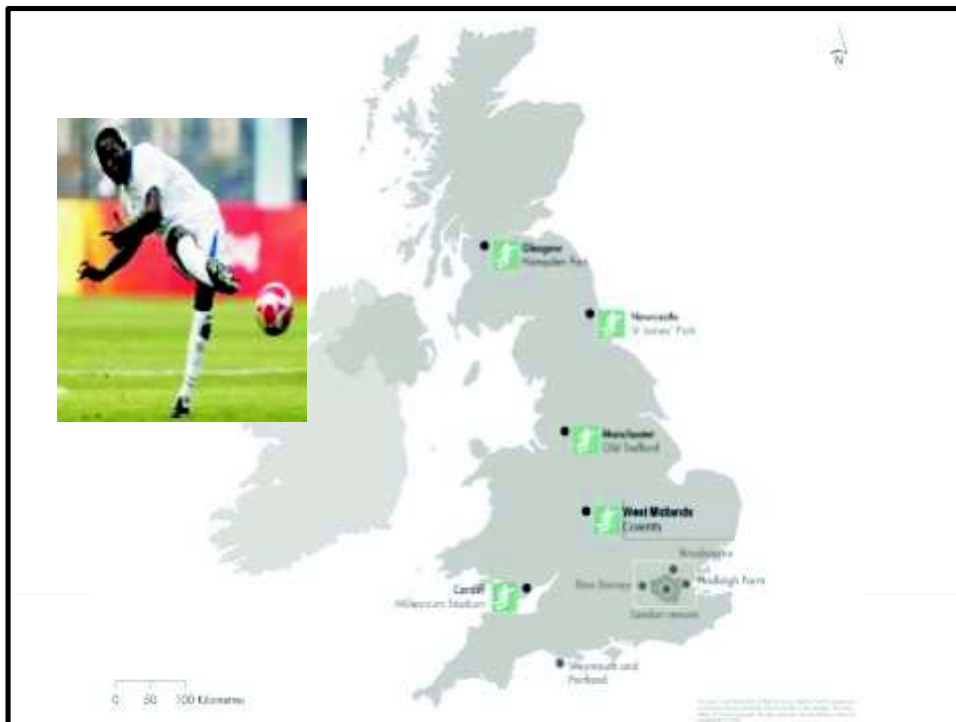 N
Glasgow
Hampden Park
Newcastle
St James' Park
Manchester
Old Trafford
West Midlands
Coventry
Broxbourne
Hadleigh Farm
Eton Dorney
London venues
Cardiff
Millennium Stadium
Weymouth and
Portland
0 50 100 Kilometres